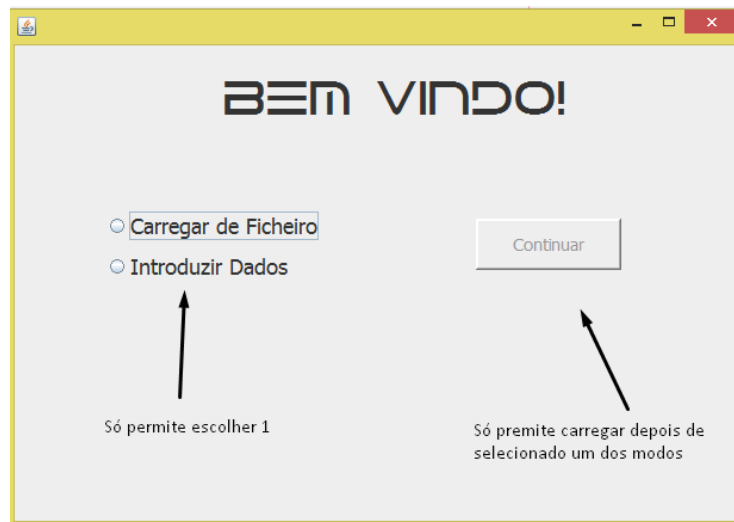 BEM VINDO!
Carregar de Ficheiro
Continuar
Introduzir Dados
Só permite escolher 1
Só premite carregar depois de
selecionado um dos modos